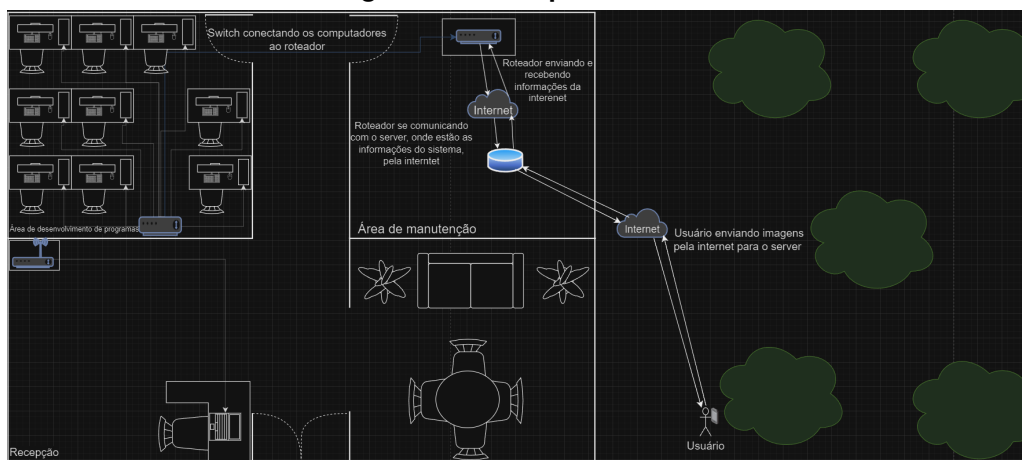 Switch conectando os computadores
ao roteador
Roteador enviando e
recebendo
informações da
interenet
Internet
Roteador se comunicando
com o server, onde estão as
informações do sistema,
pela interntet
Área de desenvolvimento de programas
Área de manutenção
Internet
Usuário enviando imagens
pela internet para o server
Usuário
Recepção